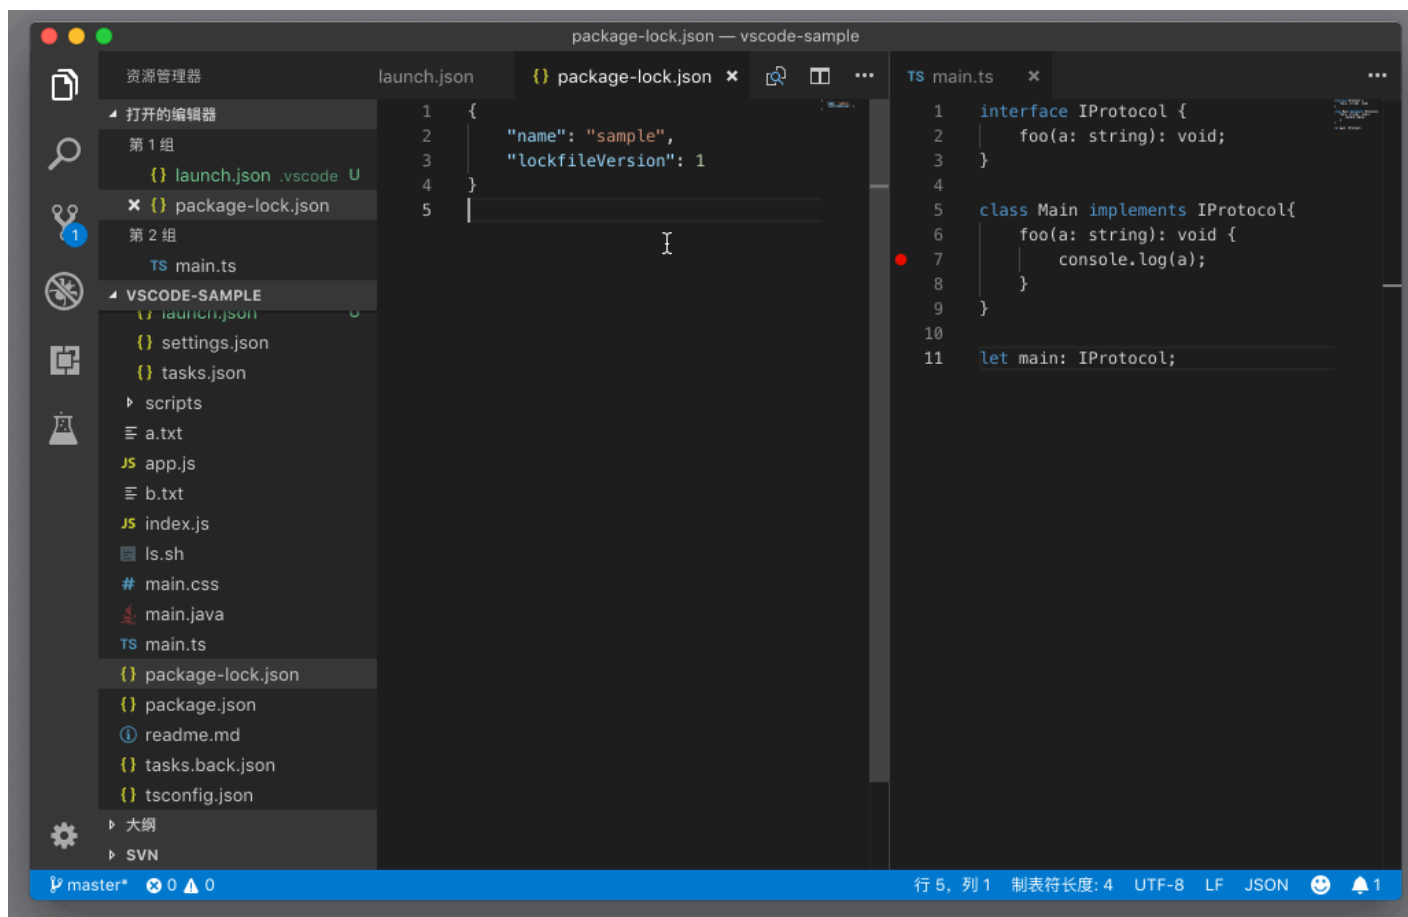 package-lock.json — vscode-sample
资源管理器
打开的编辑器
第 1 组
{} launch.json .vscode U
× {} package-lock.json
第 2 组
TS main.ts
VSCODE-SAMPLE
{} launch.json U
{} settings.json
{} tasks.json
scripts
a.txt
JS app.js
b.txt
JS index.js
ls.sh
# main.css
main.java
TS main.ts
{} package-lock.json
{} package.json
readme.md
{} tasks.back.json
{} tsconfig.json
大纲
SVN
launch.json
{} package-lock.json ×
1 {
2 "name": "sample",
3 "lockfileVersion": 1
4 }
5
TS main.ts ×
1 interface IProtocol {
2 foo(a: string): void;
3 }
4
5 class Main implements IProtocol{
6 foo(a: string): void {
7 console.log(a);
8 }
9 }
10
11 let main: IProtocol;
1
master* 0 0
行 5，列 1 制表符长度: 4 UTF-8 LF JSON 1